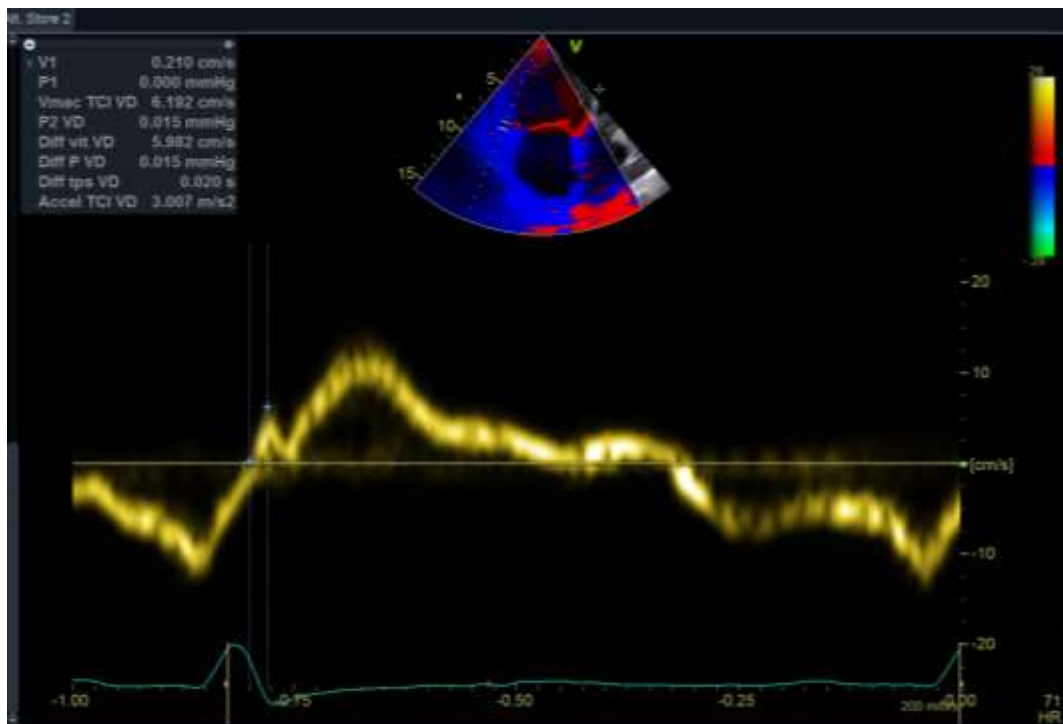 Store 2
V1 0.210 cm/s
P1 0.000 mmHg
Vmec TCI VD 6.192 cm/s
P2 VD 0.015 mmHg
Diff vit VD 5.982 cm/s
Diff P VD 0.015 mmHg
Diff tps VD 0.020 s
Accel TCI VD 3.007 m/s2
V
5
10
15
20
10
[cm/s]
-10
-20
-1.00 -0.75 -0.50 -0.25 0.00 71